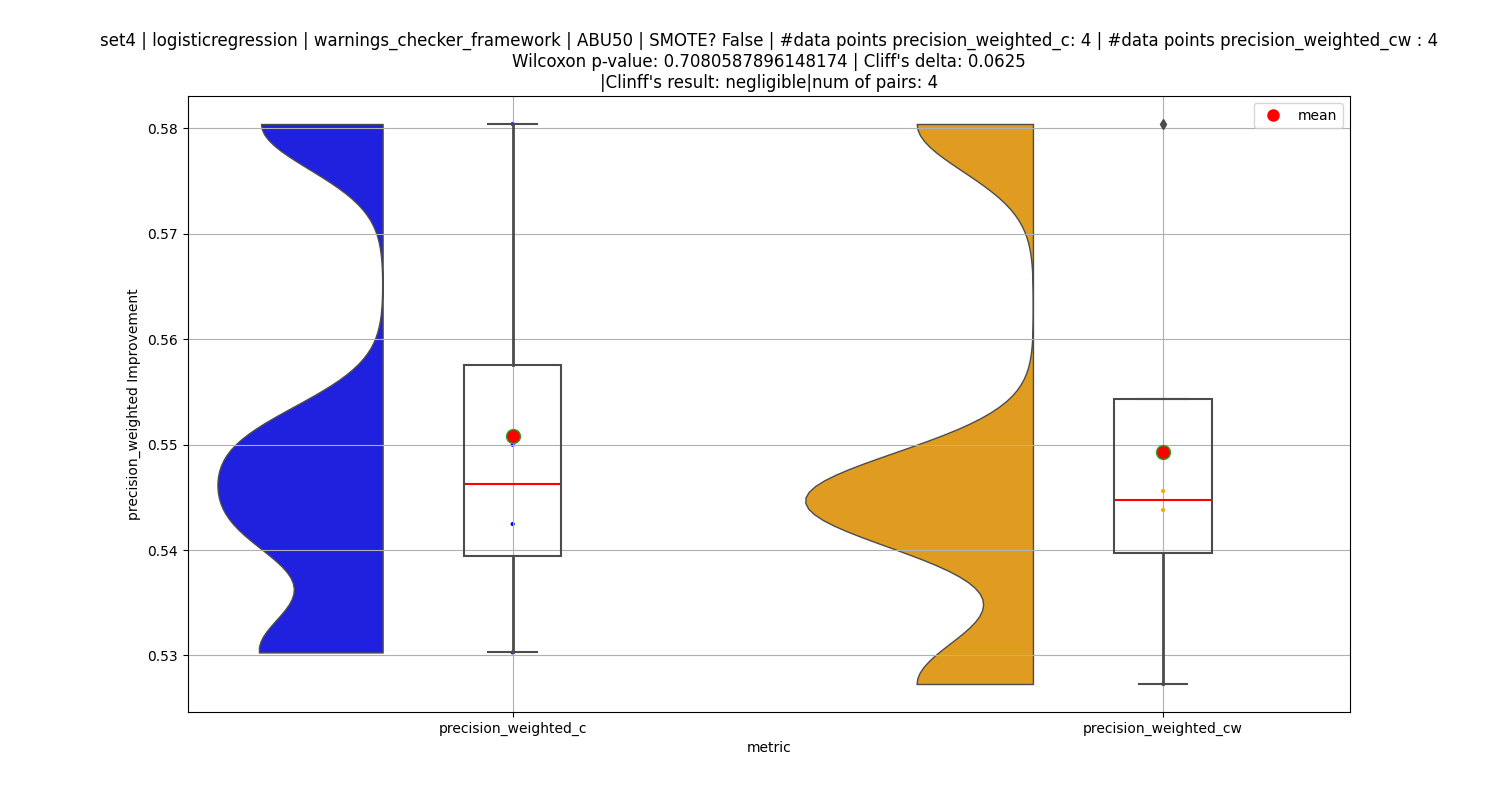 set4 | logisticregression | warnings_checker_framework | ABU50 | SMOTE? False | #data points precision_weighted_c: 4 | #data points precision_weighted_cw : 4
Wilcoxon p-value: 0.7080587896148174 | Cliff's delta: 0.0625
|Clinff's result: negligible|num of pairs: 4
mean
0.58
0.57
0.56
0.55
0.54
0.53
precision_weighted Improvement
precision_weighted_c
precision_weighted_cw
metric